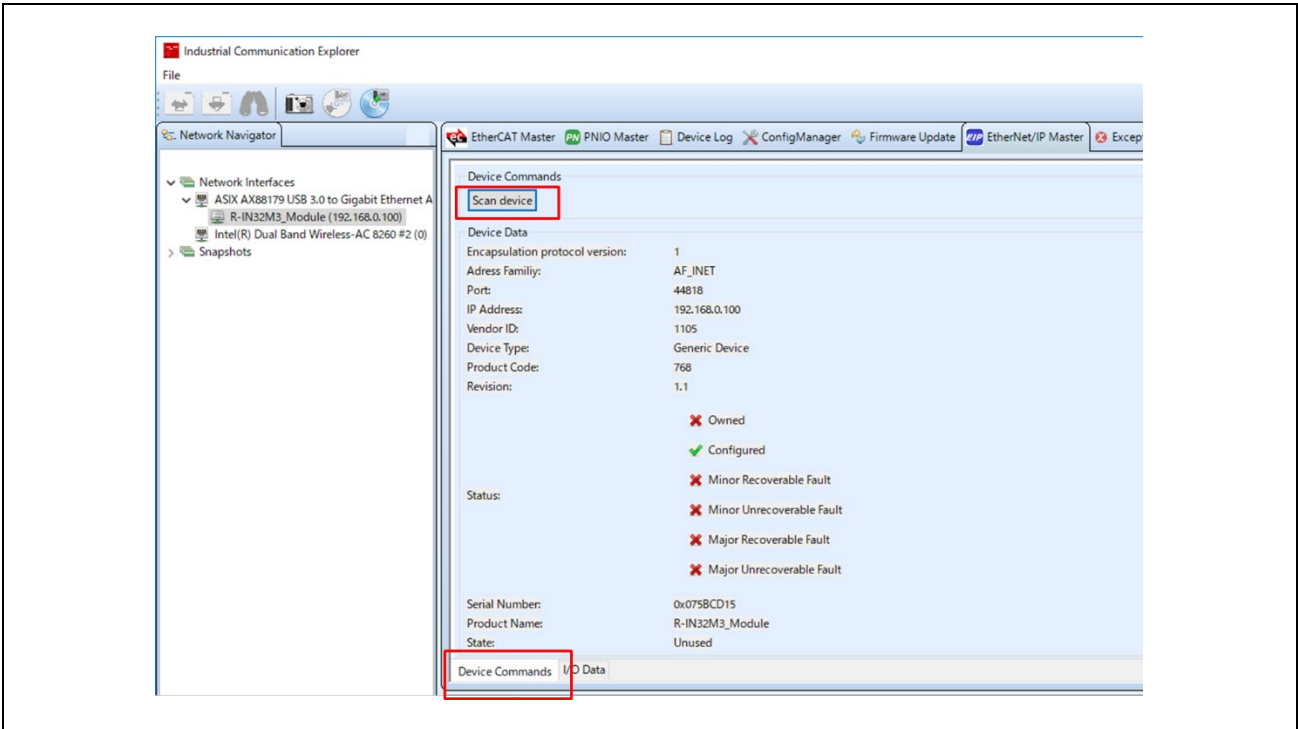 Industrial Communication Explorer
File
Network Navigator
Network Interfaces
ASIX AX88179 USB 3.0 to Gigabit Ethernet A
R-IN32M3_Module (192.168.0.100)
Intel(R) Dual Band Wireless-AC 8260 #2 (0)
Snapshots
EtherCAT Master PN PNIO Master Device Log ConfigManager Firmware Update EIP EtherNet/IP Master Excep
Device Commands
Scan device
Device Data
Encapsulation protocol version: 1
Adress Familiy: AF_INET
Port: 44818
IP Address: 192.168.0.100
Vendor ID: 1105
Device Type: Generic Device
Product Code: 768
Revision: 1.1
Owned
Configured
Minor Recoverable Fault
Status:
Minor Unrecoverable Fault
Major Recoverable Fault
Major Unrecoverable Fault
Serial Number: 0x075BCD15
Product Name: R-IN32M3_Module
State: Unused
Device Commands I/O Data